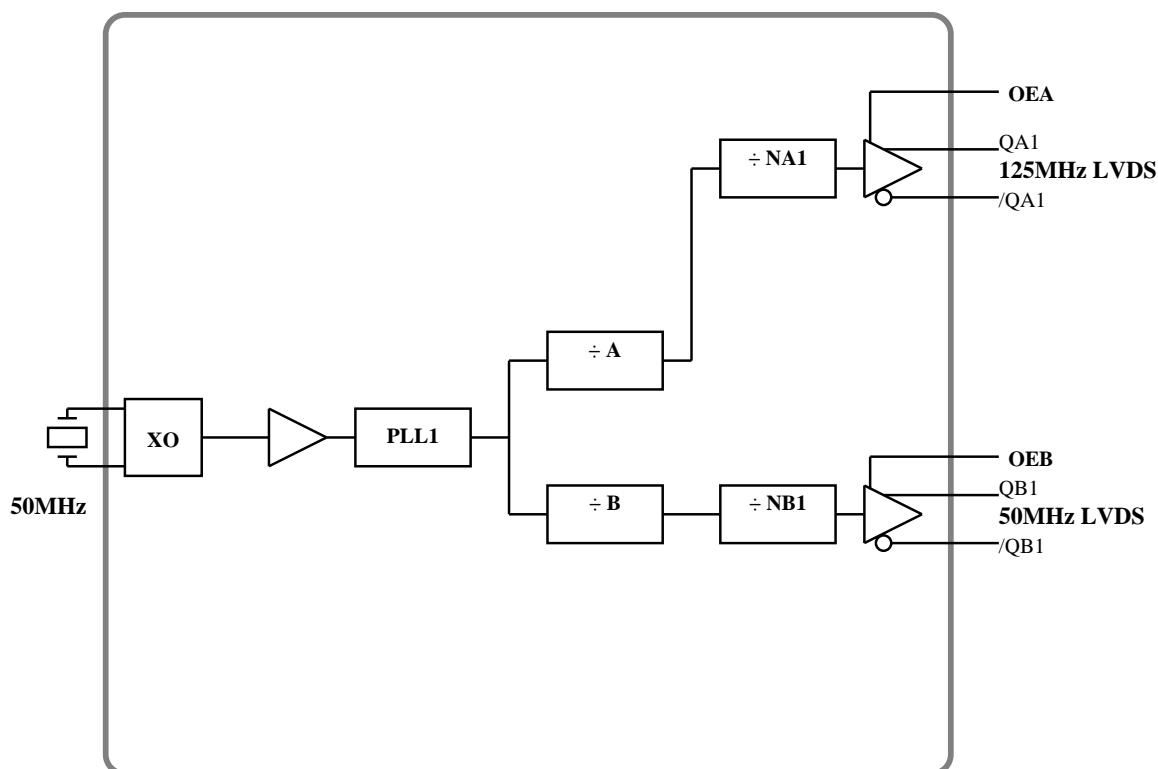 OEA
QA1
÷ NA1
125MHz LVDS
/QA1
÷ A
XO
PLL1
OEB
QB1
50MHz
÷ B
÷ NB1
50MHz LVDS
/QB1